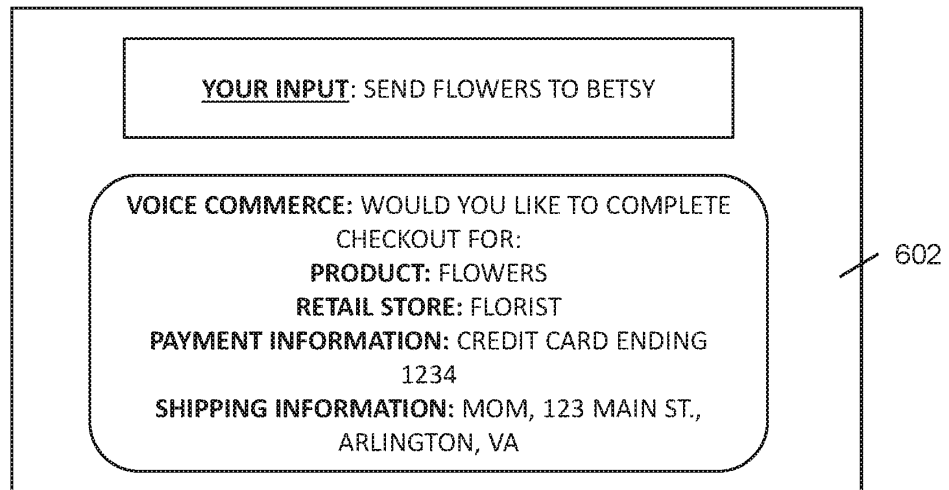 YOUR INPUT: SEND FLOWERS TO BETSY
VOICE COMMERCE: WOULD YOU LIKE TO COMPLETE
CHECKOUT FOR:
PRODUCT: FLOWERS
RETAIL STORE: FLORIST
PAYMENT INFORMATION: CREDIT CARD ENDING
1234
SHIPPING INFORMATION: MOM, 123 MAIN ST.,
ARLINGTON, VA
602